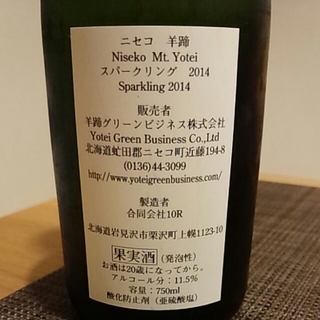 ニセコ　羊蹄
Niseko Mt. Yotei
スパークリング　2014
Sparkling 2014
販売者
羊蹄グリーンビジネス株式会社
Yotei Green Business Co.,Ltd
北海道虻田郡ニセコ町近藤194-8
(0136)44-3099
http://www.yoteigreenbusiness.com/
製造者
合同会社10R
北海道岩見沢市栗沢町上幌1123-10
果実酒（発泡性）
お酒は20歳になってから。
アルコール分：11.5%
容量：750ml
酸化防止剤（亜硫酸塩）